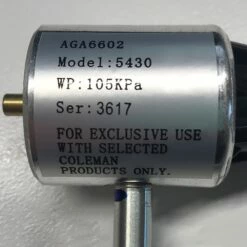 AGA6602
Model:5430
WP:105KPa
Ser:3617
FOR EXCLUSIVE USE
WITH SELECTED
COLEMAN
PRODUCTS ONLY.